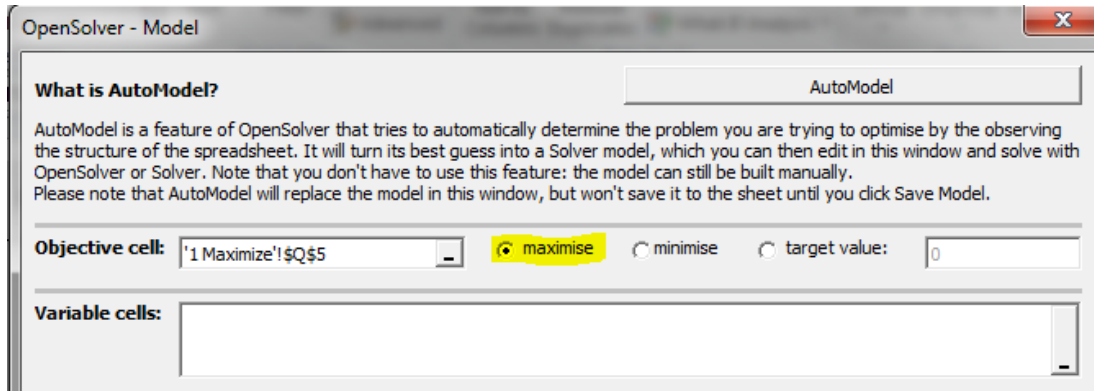 OpenSolver - Model
What is AutoModel?
AutoModel
AutoModel is a feature of OpenSolver that tries to automatically determine the problem you are trying to optimise by the observing
the structure of the spreadsheet. It will turn its best guess into a Solver model, which you can then edit in this window and solve with
OpenSolver or Solver. Note that you don't have to use this feature: the model can still be built manually.
Please note that AutoModel will replace the model in this window, but won't save it to the sheet until you click Save Model.
Objective cell: '1 Maximize'!$Q$5 maximise minimise target value: 0
Variable cells: